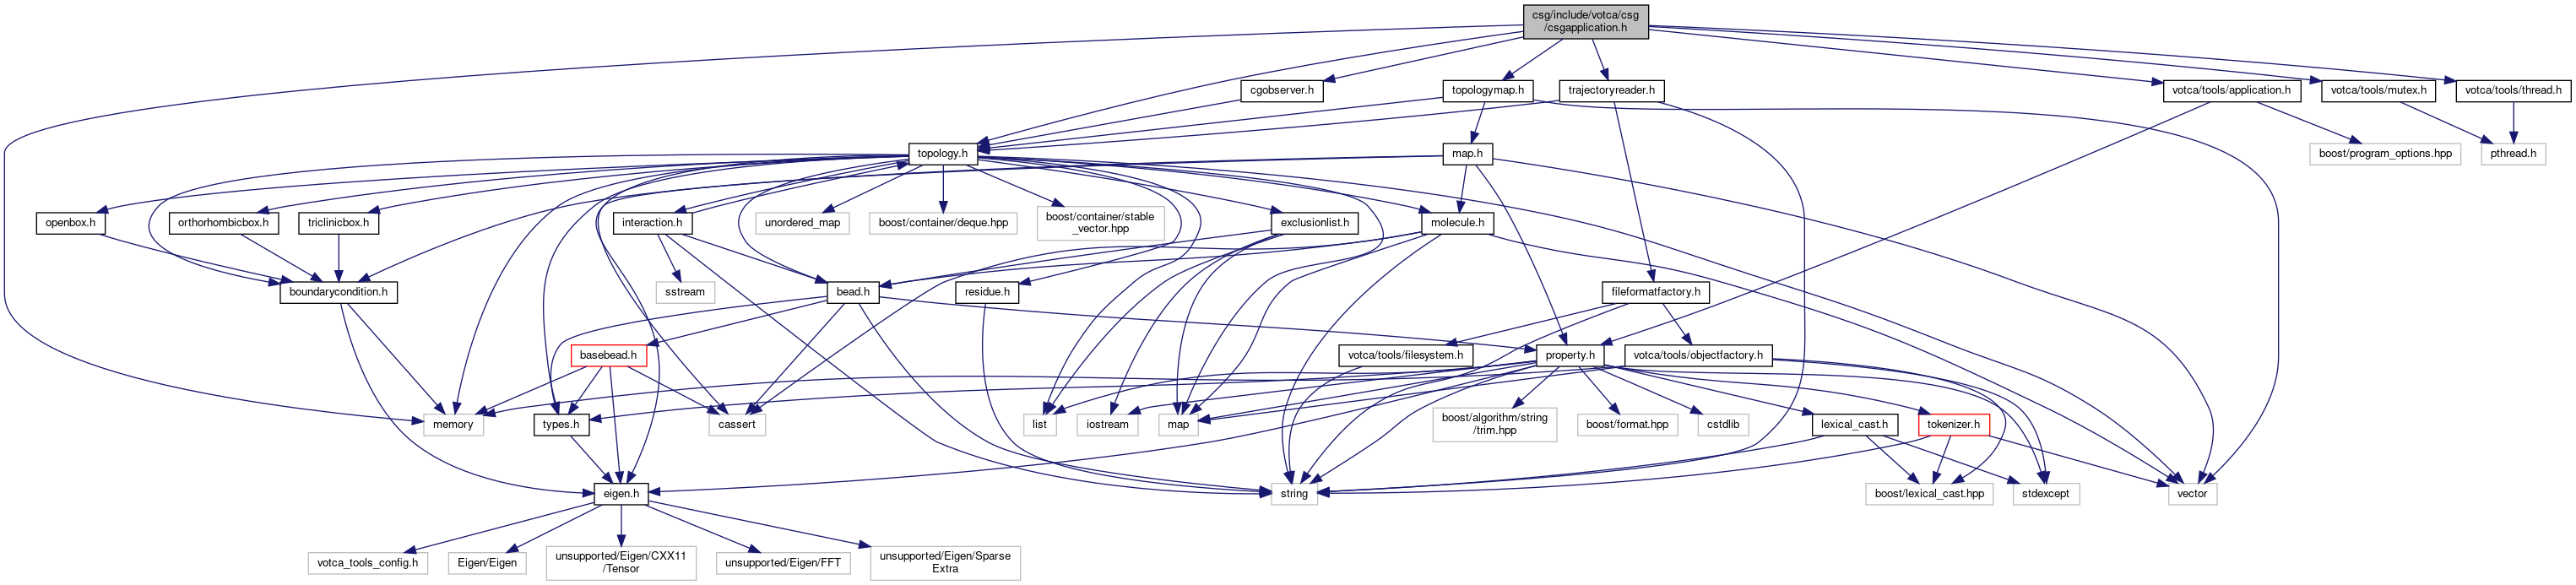 csg/include/votca/csg
/csgapplication.h
cgobserver.h
topologymap.h
trajectoryreader.h
votca/tools/application.h
votca/tools/mutex.h
votca/tools/thread.h
topology.h
map.h
boost/program_options.hpp
pthread.h
openbox.h
orthorhombicbox.h
triclinicbox.h
interaction.h
unordered_map
boost/container/deque.hpp
boost/container/stable
_vector.hpp
exclusionlist.h
molecule.h
boundarycondition.h
sstream
bead.h
residue.h
fileformatfactory.h
basebead.h
votca/tools/filesystem.h
property.h
votca/tools/objectfactory.h
memory
types.h
cassert
list
iostream
map
boost/algorithm/string
/trim.hpp
boost/format.hpp
cstdlib
lexical_cast.h
tokenizer.h
eigen.h
string
boost/lexical_cast.hpp
stdexcept
vector
votca_tools_config.h
Eigen/Eigen
unsupported/Eigen/CXX11
/Tensor
unsupported/Eigen/FFT
unsupported/Eigen/Sparse
Extra